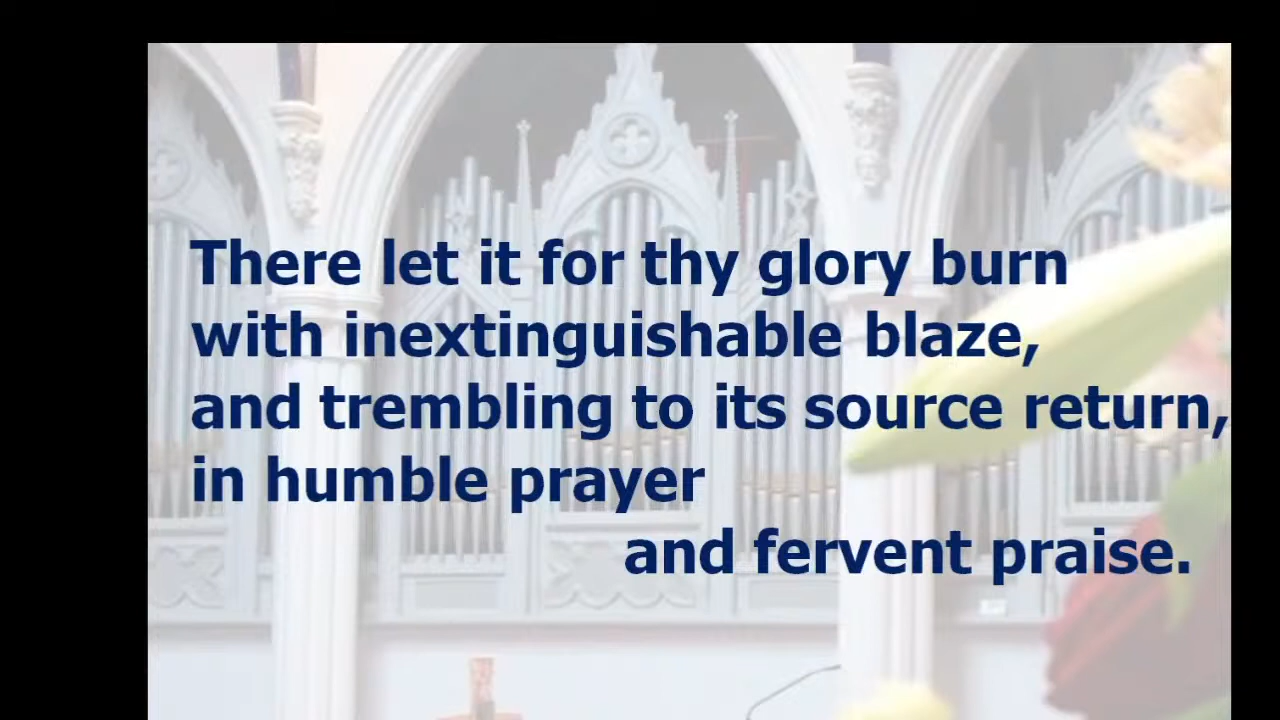 There let it for thy glory burn
with inextinguishable blaze,
and trembling to its source return,
in humble prayer
and fervent praise.